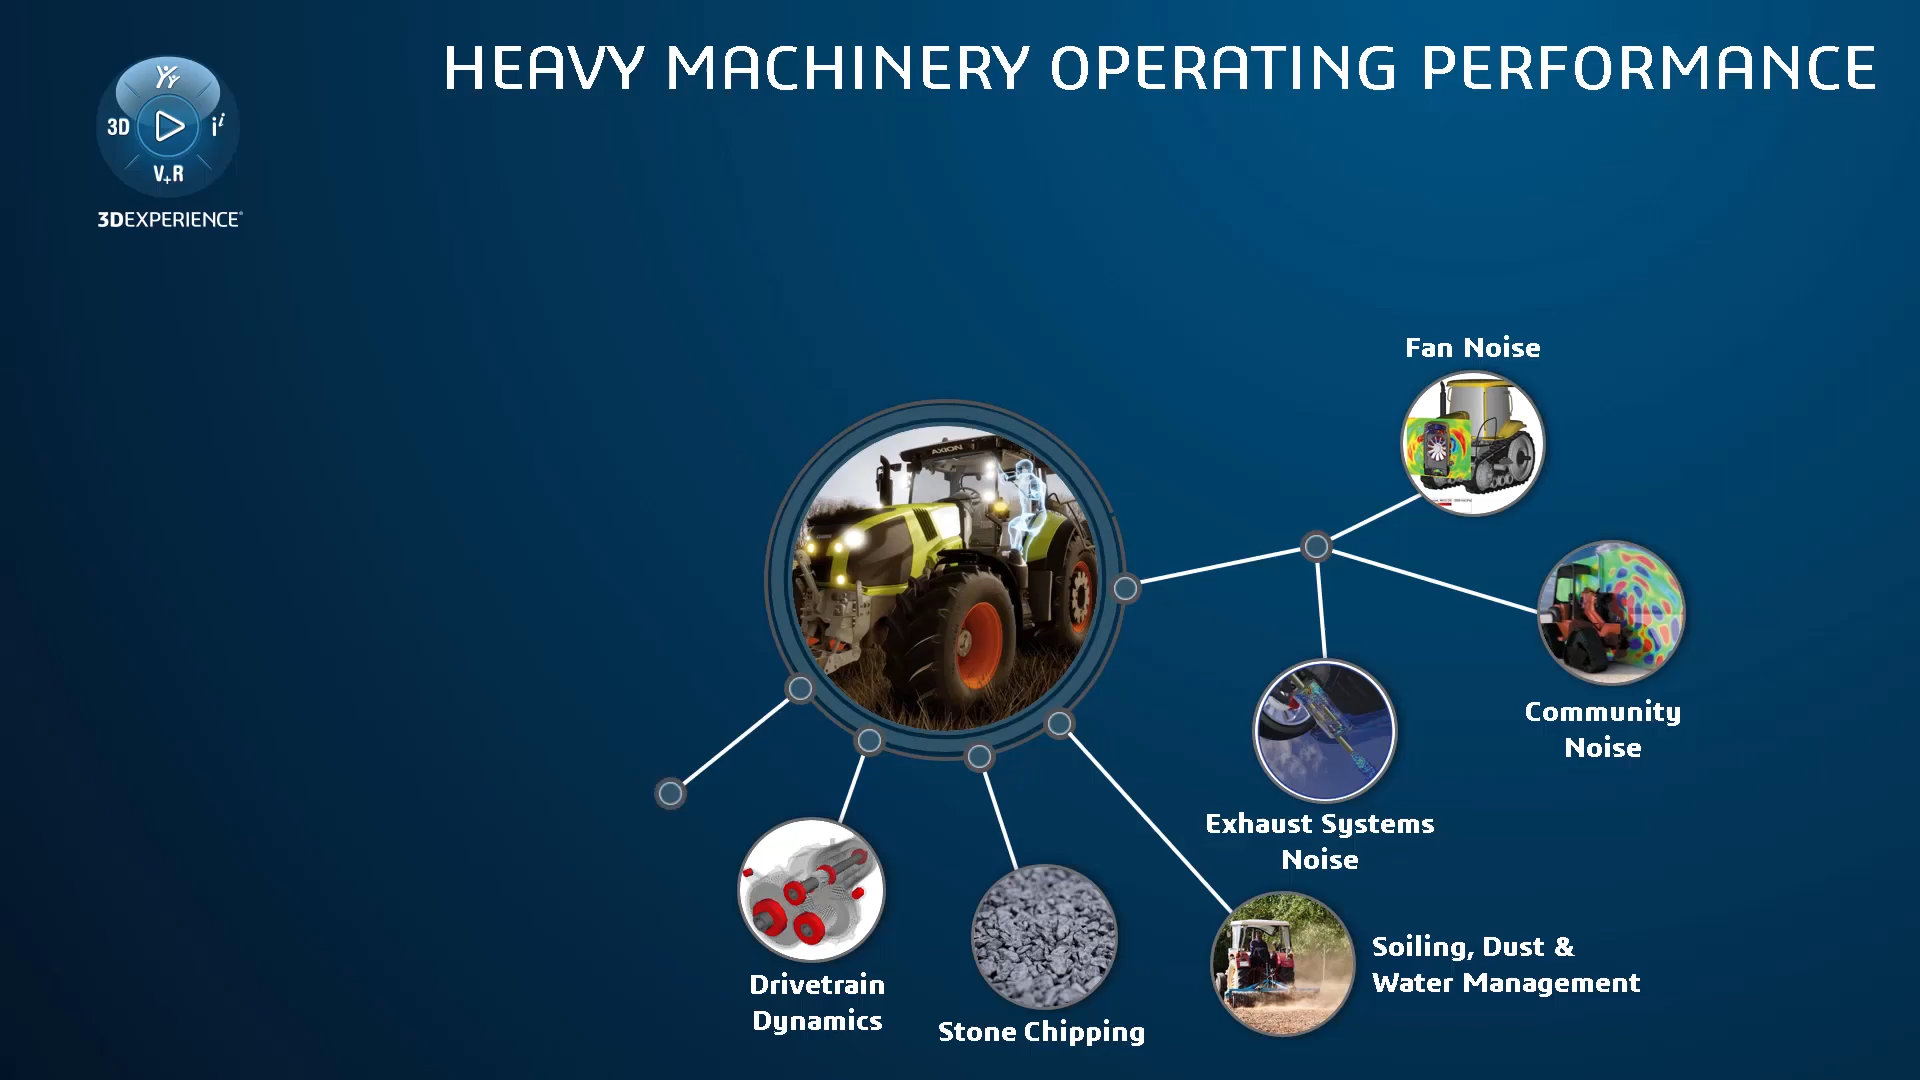 HEAVY MACHINERY OPERATING PERFORMANCE
3D
i
V+R
3DEXPERIENCE
Fan Noise
AXION
Community
Noise
Exhaust Systems
Noise
Soiling, Dust &
Water Management
Drivetrain
Dynamics
Stone Chipping